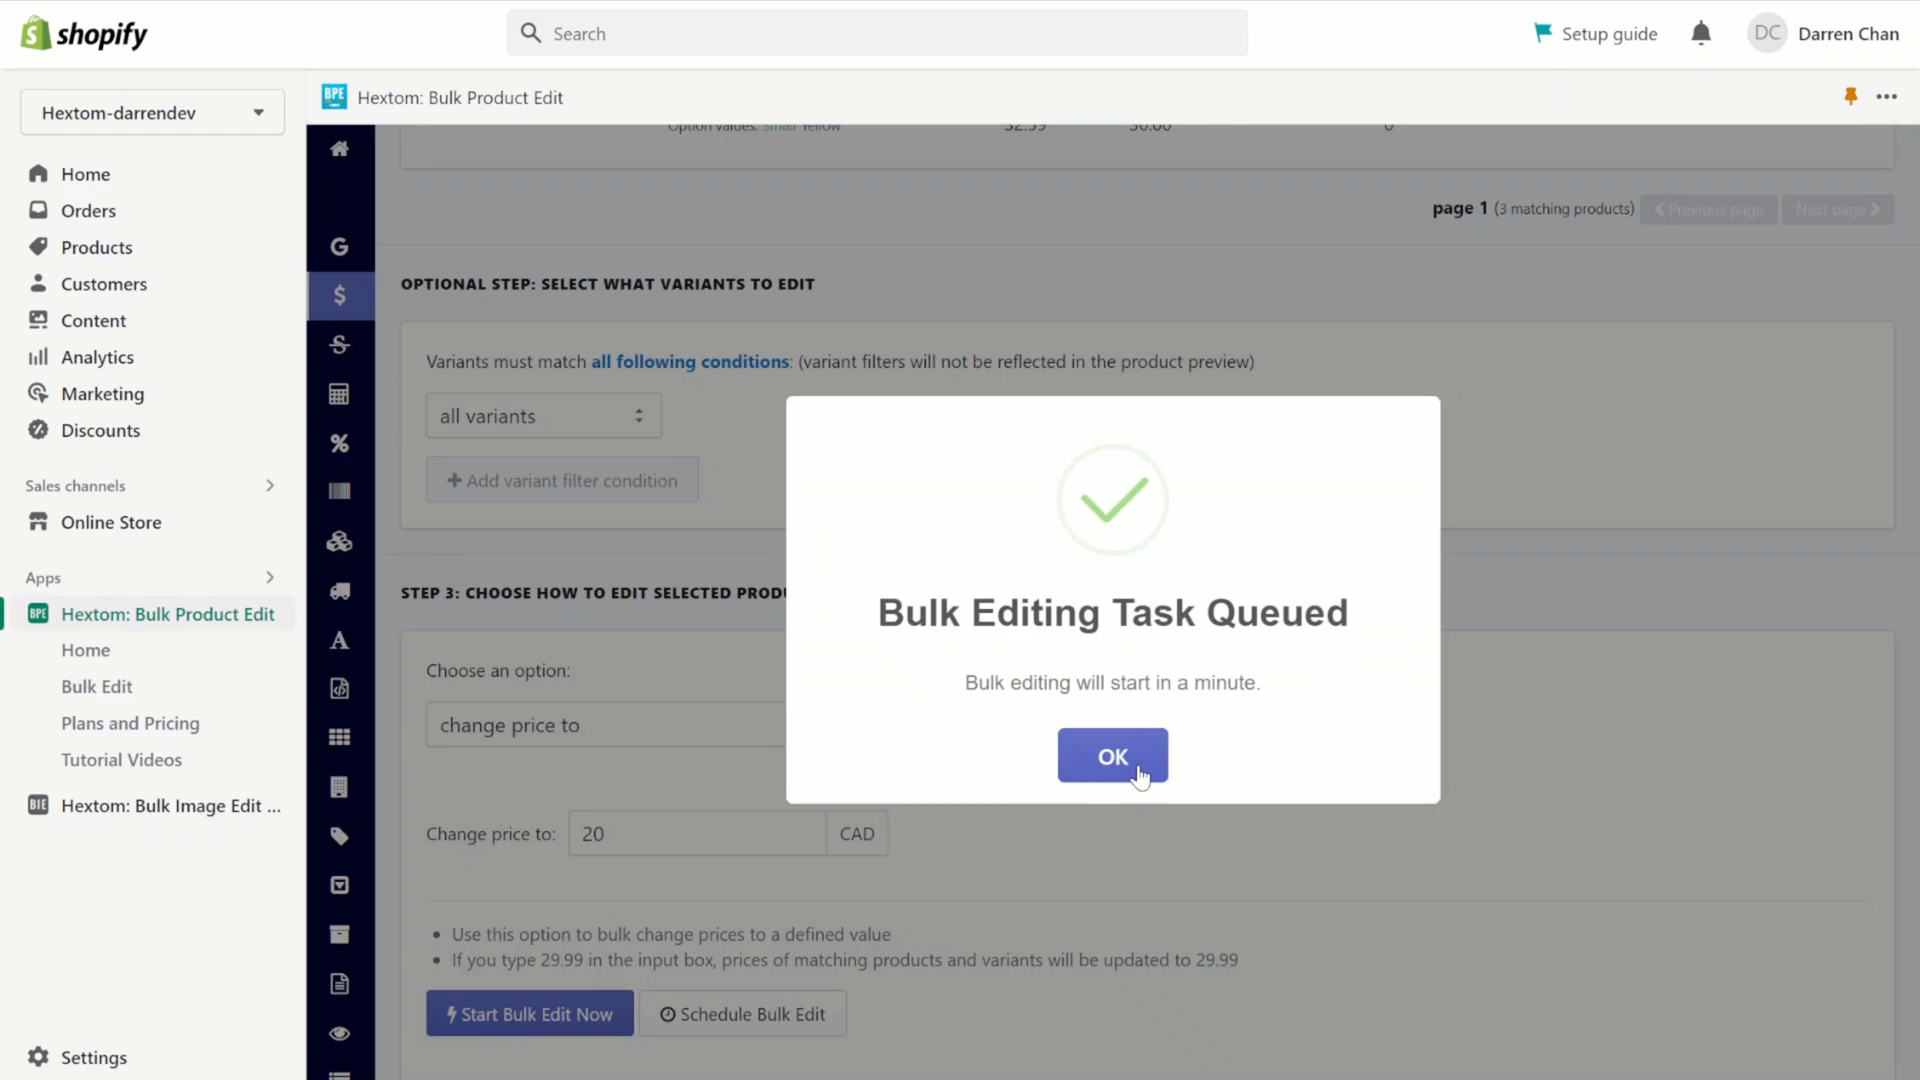 shopify
Search
Setup guide
DC
Darren Chan
Hextom-darrendev
BPE
Hextom: Bulk Product Edit
Home
Orders
Products
Customers
Content
Analytics
Marketing
Discounts
Sales channels
Online Store
Apps
BPE
Hextom: Bulk Product Edit
Home
Bulk Edit
Plans and Pricing
Tutorial Videos
BIE
Hextom: Bulk Image Edit ...
Settings
Option values: Small Yellow
page 1 (3 matching products)
Previous page
Next page
OPTIONAL STEP: SELECT WHAT VARIANTS TO EDIT
Variants must match all following conditions: (variant filters will not be reflected in the product preview)
all variants
+ Add variant filter condition
STEP 3: CHOOSE HOW TO EDIT SELECTED
Choose an option:
change price to
Change price to:
20
CAD
• Use this option to bulk change prices to a defined value
• If you type 29.99 in the input box, prices of matching products and variants will be updated to 29.99
Start Bulk Edit Now
Schedule Bulk Edit
Bulk Editing Task Queued
Bulk editing will start in a minute.
OK